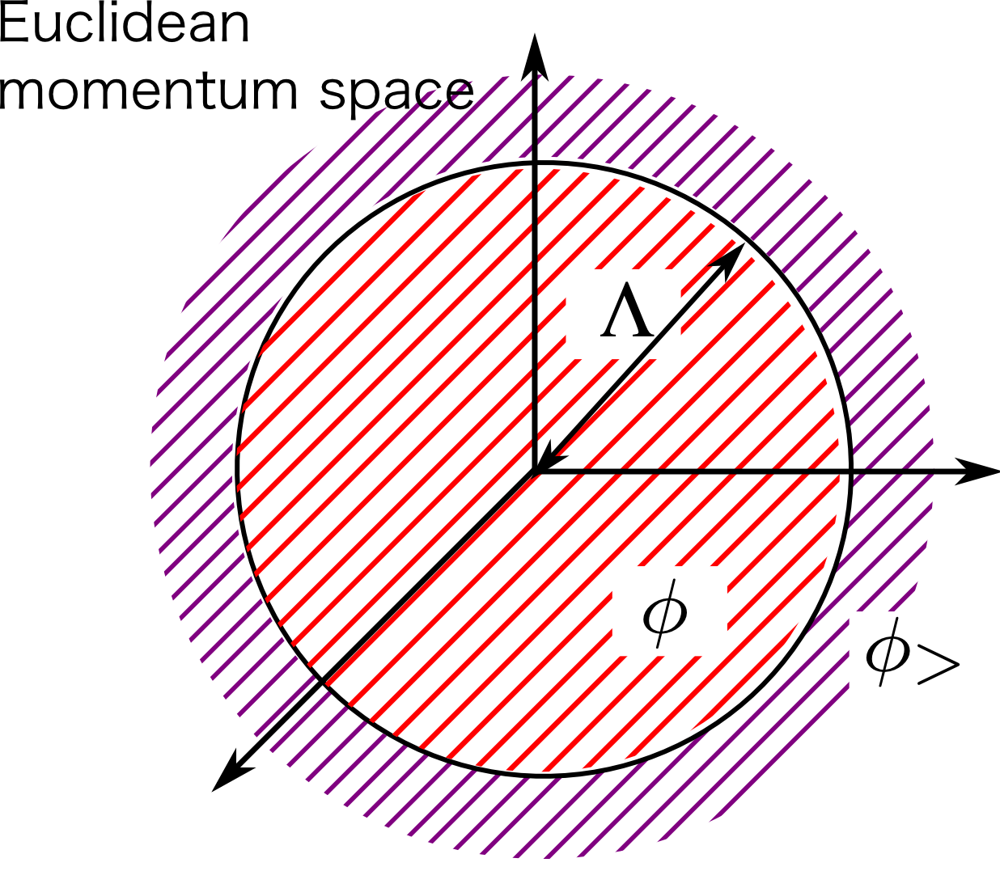 Euclidean
momentum space
Λ
ϕ
ϕ>